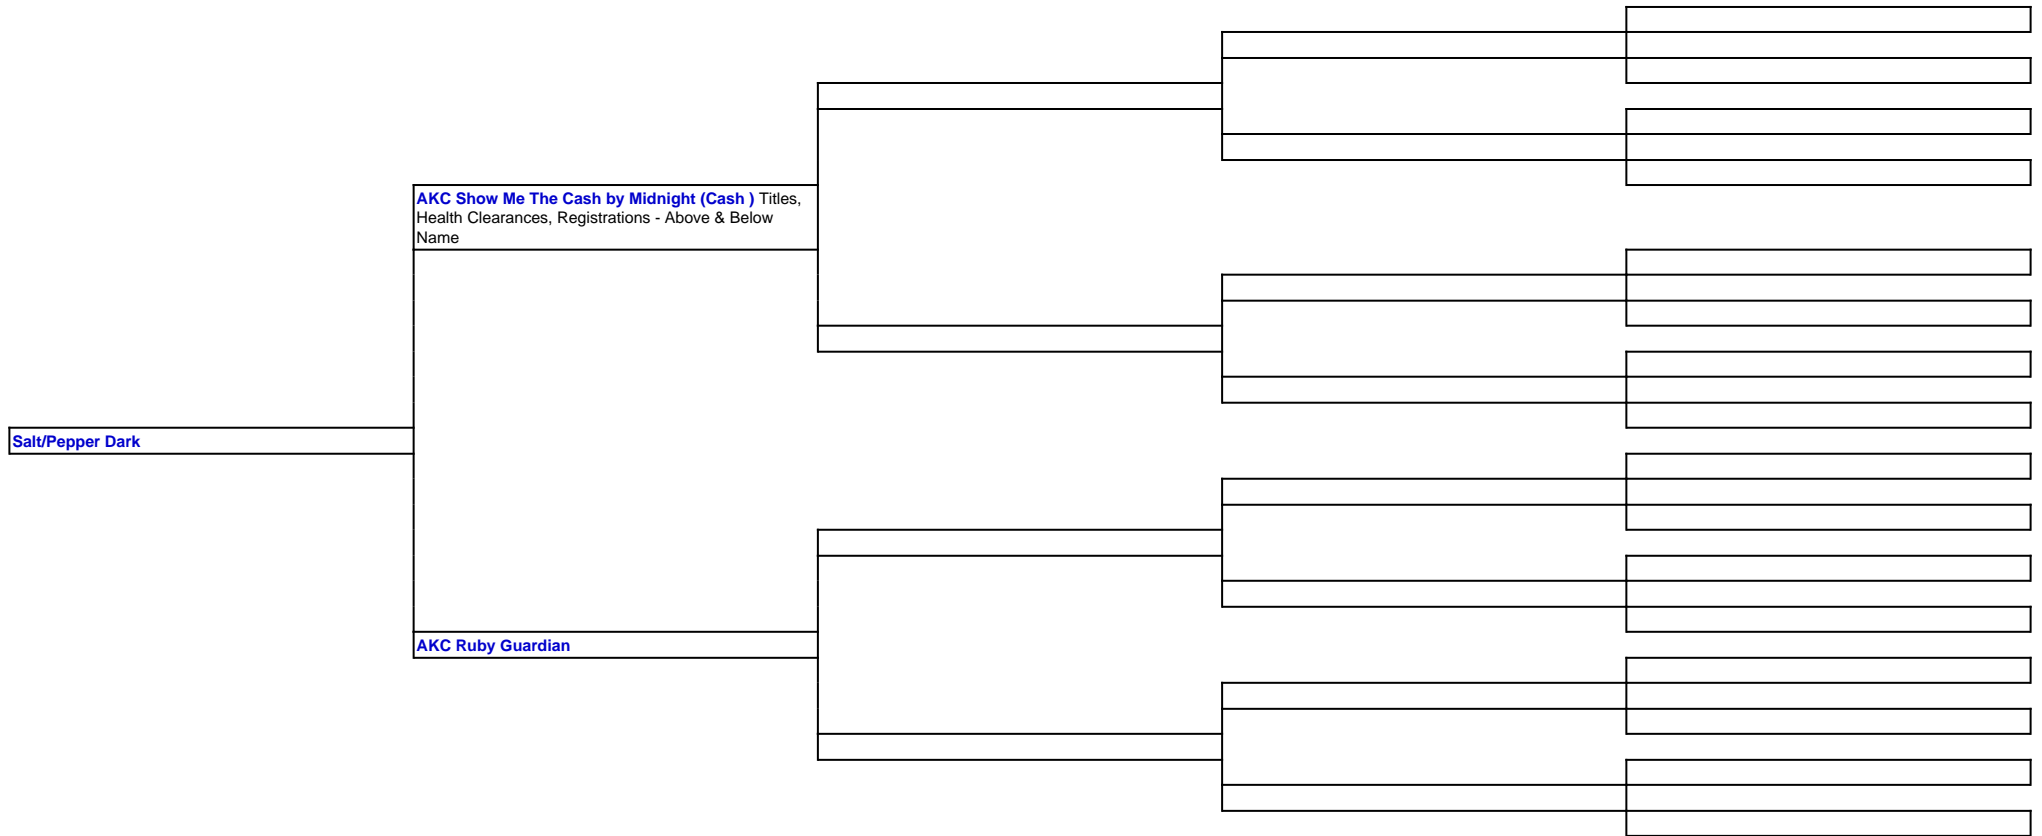 AKC Show Me The Cash by Midnight (Cash ) Titles,
Health Clearances, Registrations - Above & Below
Name
Salt/Pepper Dark
AKC Ruby Guardian